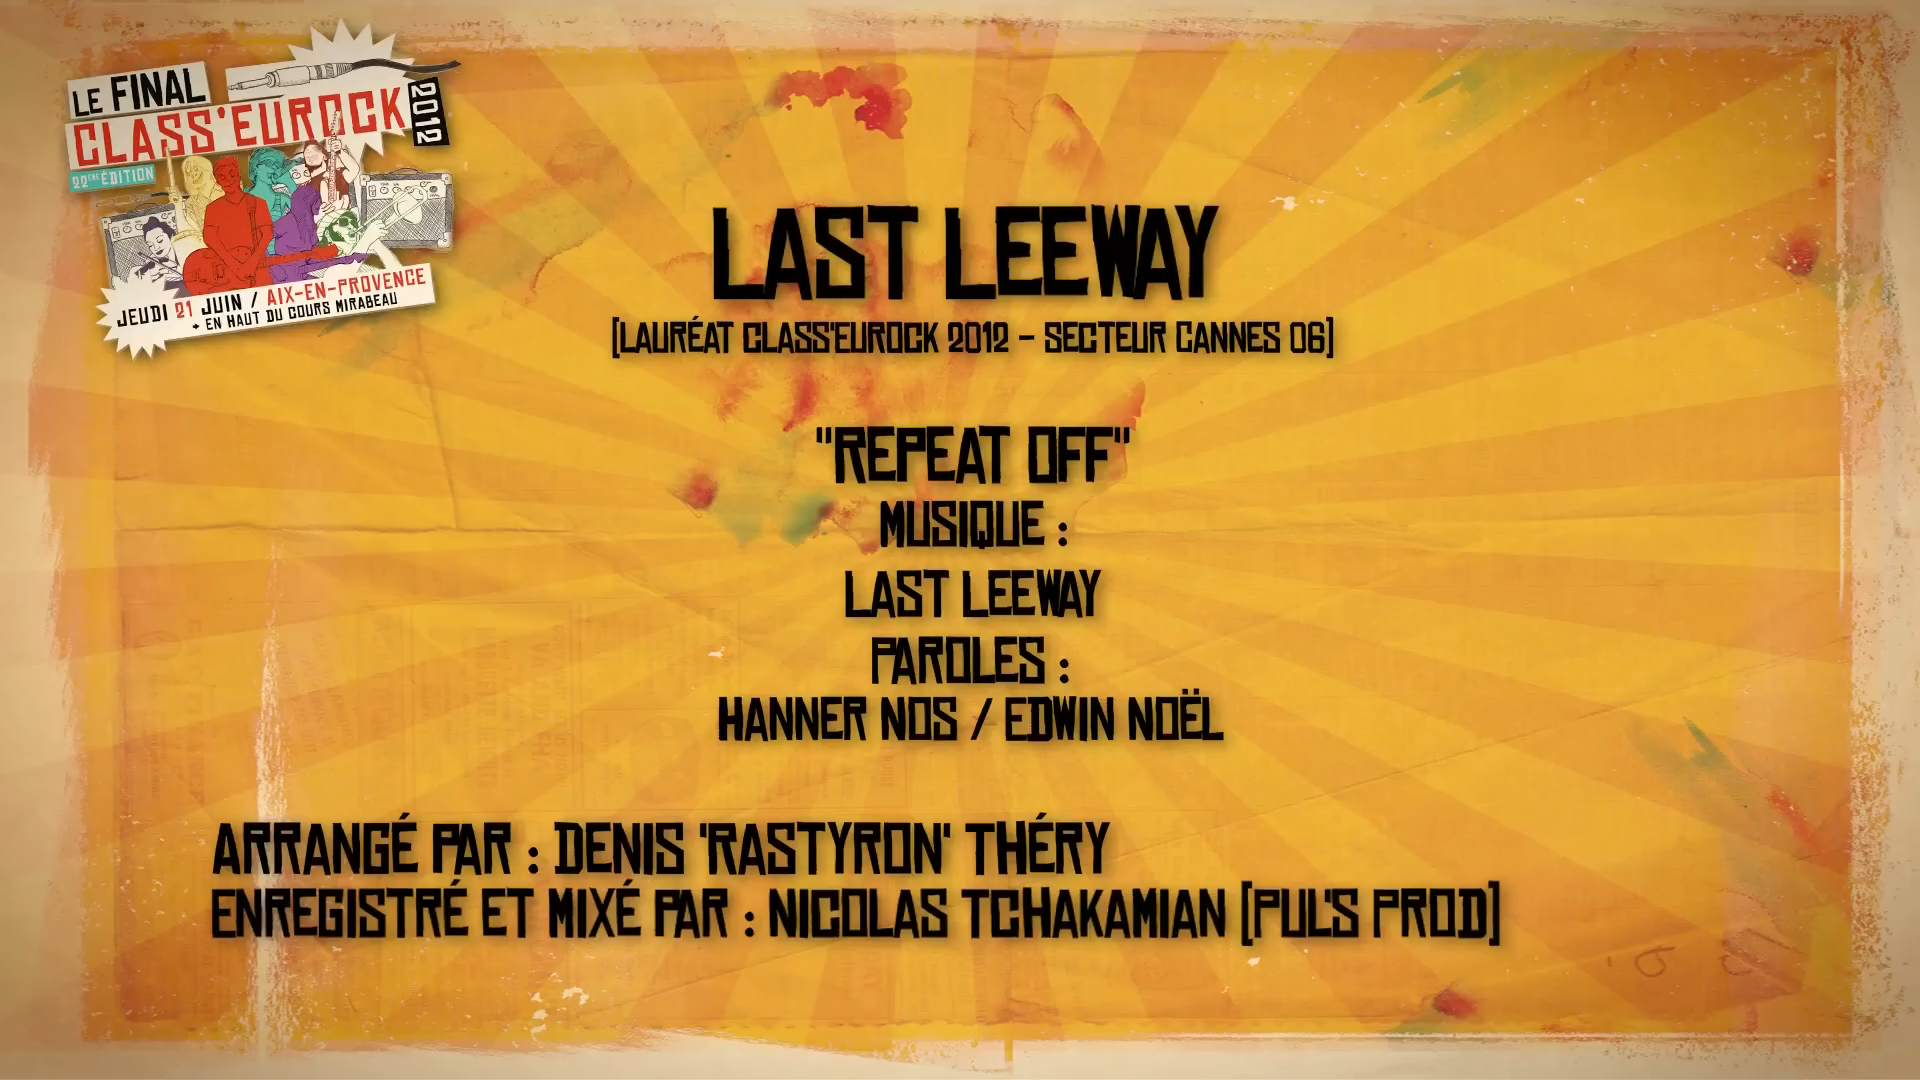 LE FINAL
CLASS'EUROCK
2012
22ÈME ÉDITION
JEUDI 21 JUIN / AIX-EN-PROVENCE
+ EN HAUT DU COURS MIRABEAU
LAST LEEWAY
[LAURÉAT CLASS'EUROCK 2012 - SECTEUR CANNES 06]
"REPEAT OFF"
MUSIQUE :
LAST LEEWAY
PAROLES :
HANNER NOS / EDWIN NOËL
ARRANGÉ PAR : DENIS 'RASTYRON' THÉRY
ENREGISTRÉ ET MIXÉ PAR : NICOLAS TCHAKAMIAN [PUL'S PROD]